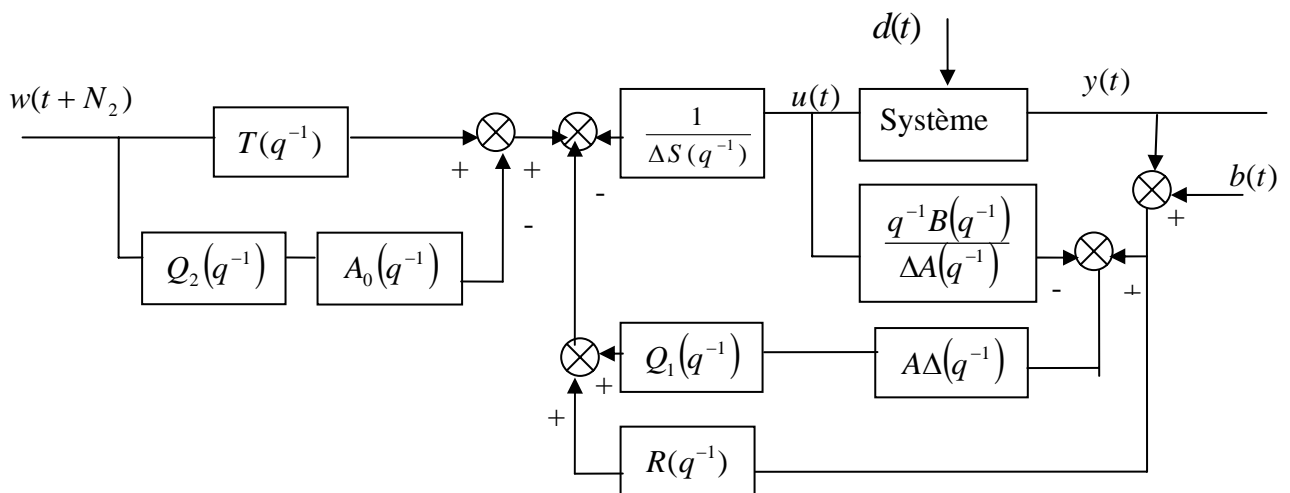 d(t)
w(t + N₂)
u(t)
y(t)
T(q⁻¹)
+
+
-
1
ΔS(q⁻¹)
Système
b(t)
+
-
Q₂(q⁻¹)
A₀(q⁻¹)
q⁻¹B(q⁻¹)
ΔA(q⁻¹)
-
+
Q₁(q⁻¹)
AΔ(q⁻¹)
+
+
R(q⁻¹)